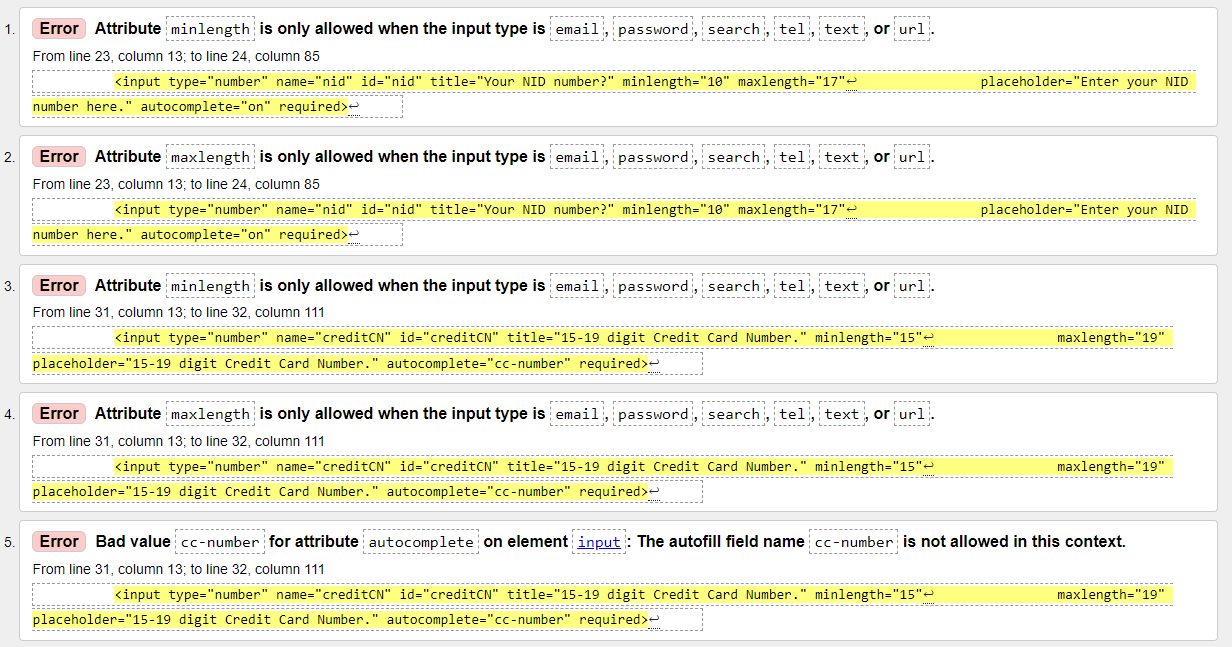 1. Error Attribute minlength is only allowed when the input type is email, password, search, tel, text, or url.
From line 23, column 13; to line 24, column 85
<input type="number" name="nid" id="nid" title="Your NID number?" minlength="10" maxlength="17"↩ placeholder="Enter your NID
number here." autocomplete="on" required>↩
2. Error Attribute maxlength is only allowed when the input type is email, password, search, tel, text, or url.
From line 23, column 13; to line 24, column 85
<input type="number" name="nid" id="nid" title="Your NID number?" minlength="10" maxlength="17"↩ placeholder="Enter your NID
number here." autocomplete="on" required>↩
3. Error Attribute minlength is only allowed when the input type is email, password, search, tel, text, or url.
From line 31, column 13; to line 32, column 111
<input type="number" name="creditCN" id="creditCN" title="15-19 digit Credit Card Number." minlength="15"↩ maxlength="19"
placeholder="15-19 digit Credit Card Number." autocomplete="cc-number" required>↩
4. Error Attribute maxlength is only allowed when the input type is email, password, search, tel, text, or url.
From line 31, column 13; to line 32, column 111
<input type="number" name="creditCN" id="creditCN" title="15-19 digit Credit Card Number." minlength="15"↩ maxlength="19"
placeholder="15-19 digit Credit Card Number." autocomplete="cc-number" required>↩
5. Error Bad value cc-number for attribute autocomplete on element input: The autofill field name cc-number is not allowed in this context.
From line 31, column 13; to line 32, column 111
<input type="number" name="creditCN" id="creditCN" title="15-19 digit Credit Card Number." minlength="15"↩ maxlength="19"
placeholder="15-19 digit Credit Card Number." autocomplete="cc-number" required>↩